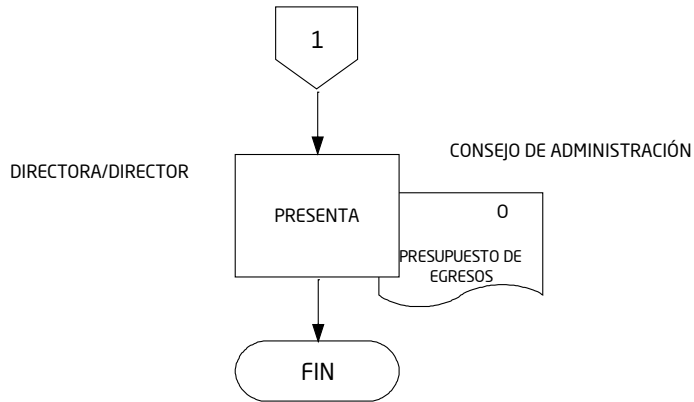 1
CONSEJO DE ADMINISTRACIÓN
DIRECTORA/DIRECTOR
PRESENTA
O
PRESUPUESTO DE
EGRESOS
FIN